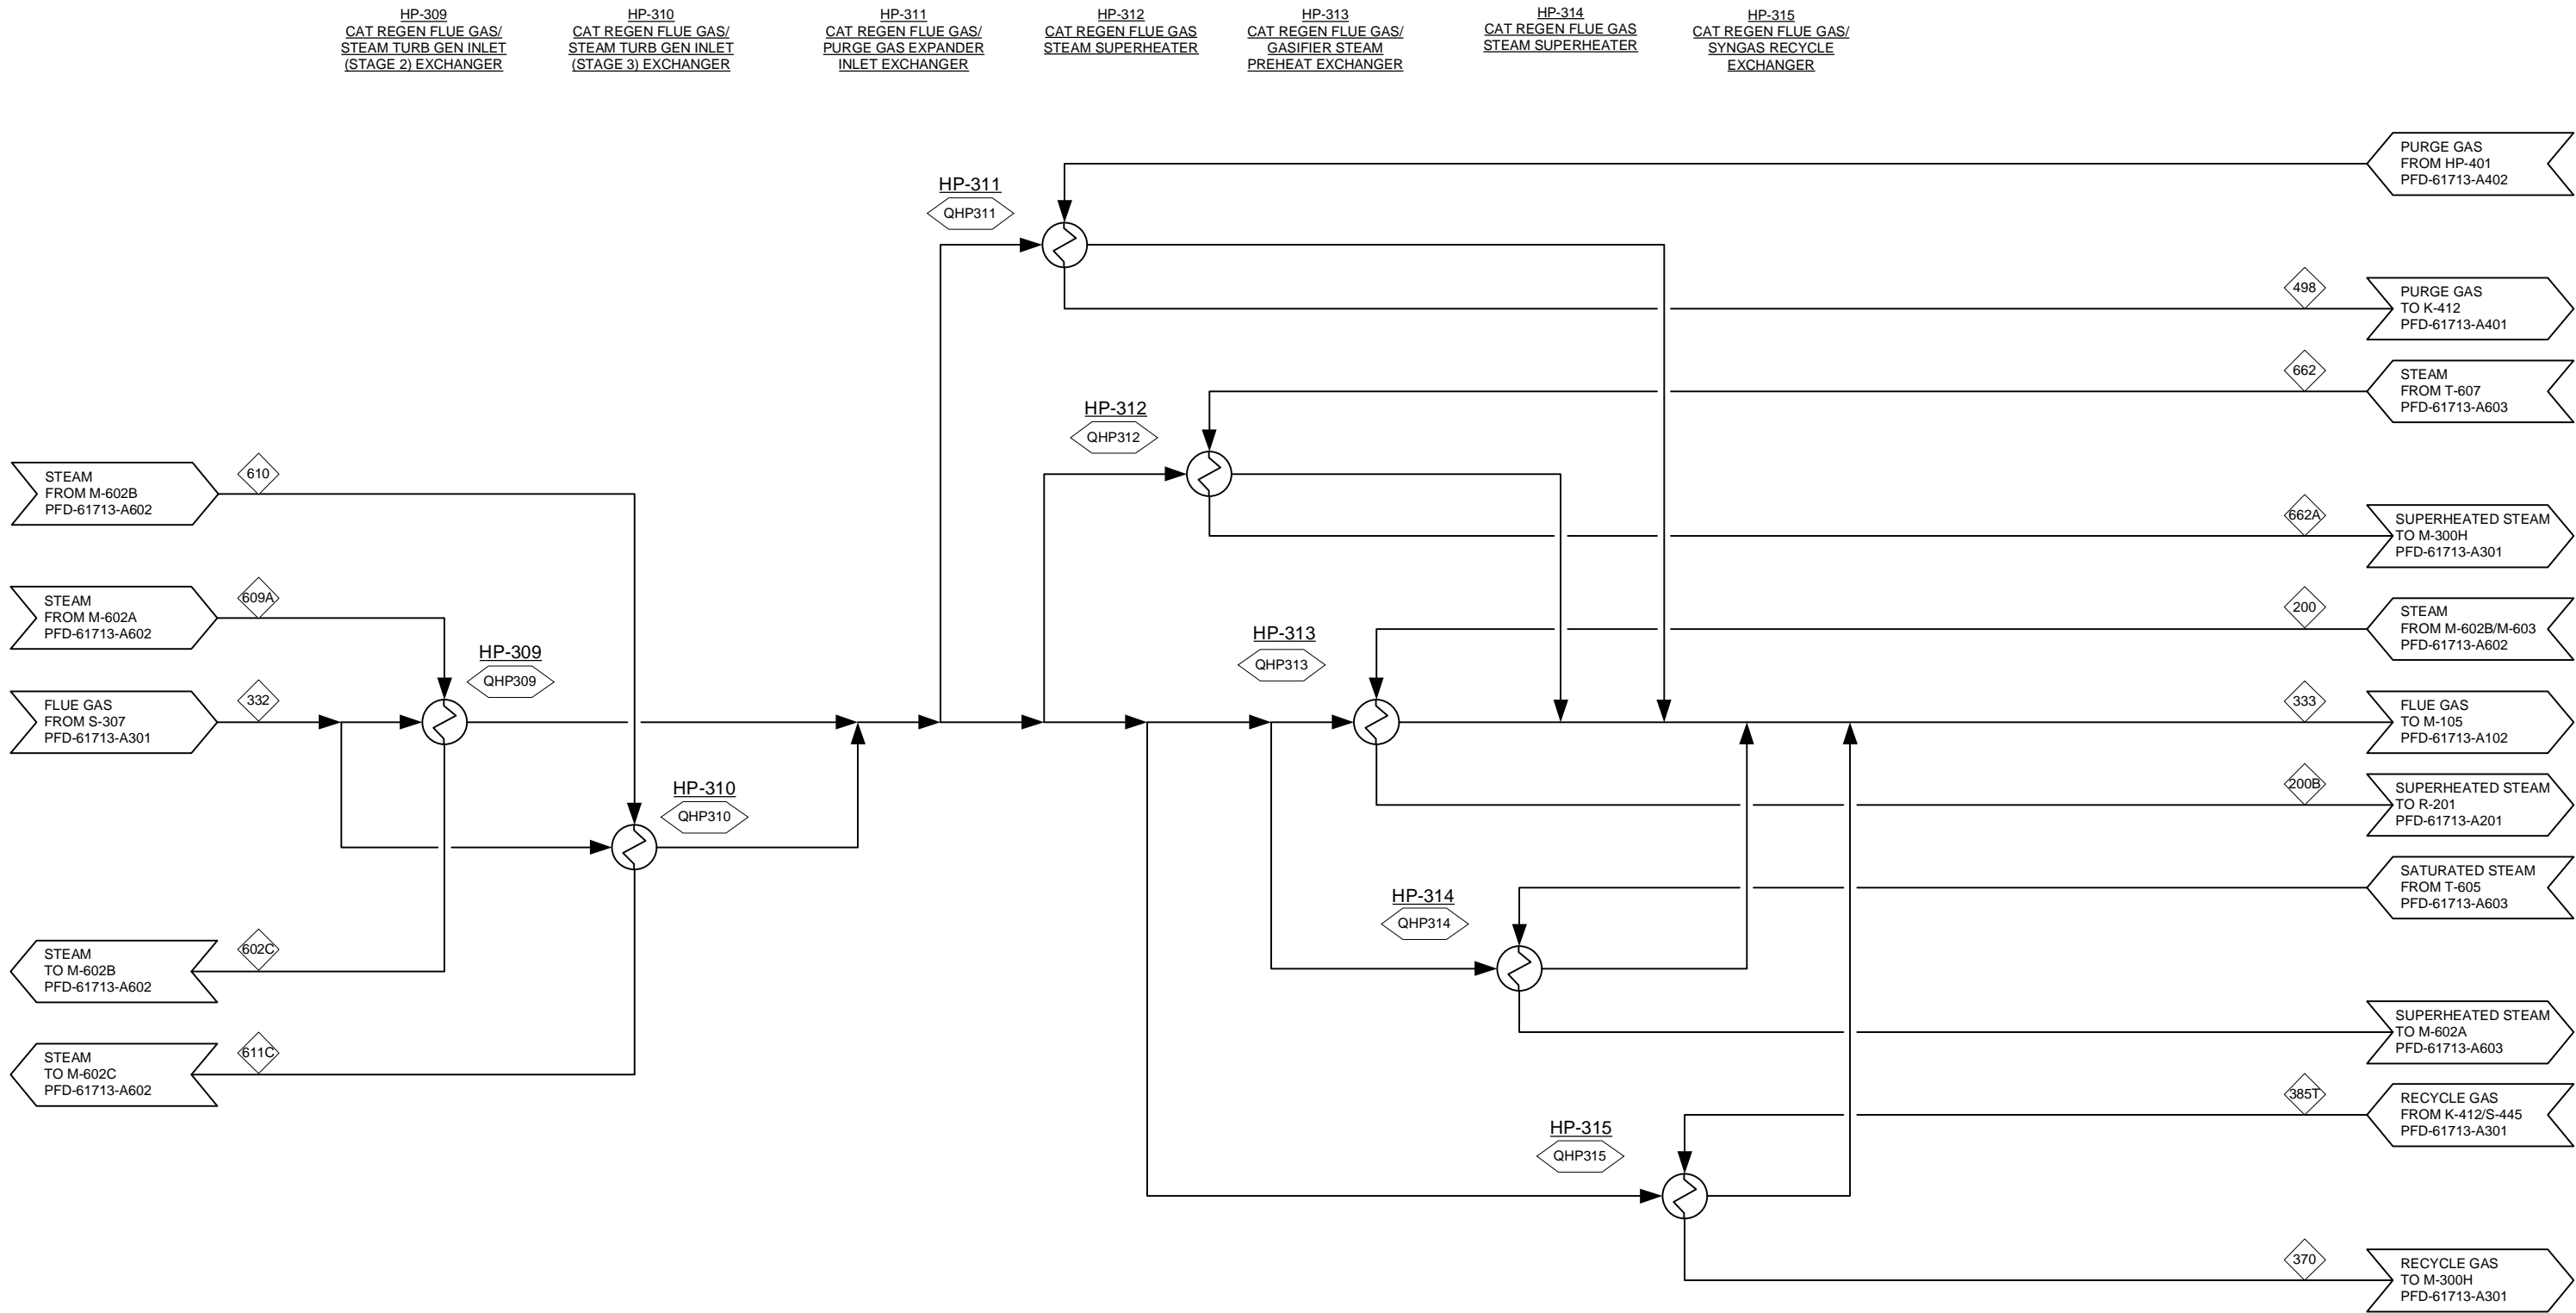 HP-309
CAT REGEN FLUE GAS/
STEAM TURB GEN INLET
(STAGE 2) EXCHANGER
HP-310
CAT REGEN FLUE GAS/
STEAM TURB GEN INLET
(STAGE 3) EXCHANGER
HP-311
CAT REGEN FLUE GAS/
PURGE GAS EXPANDER
INLET EXCHANGER
HP-312
CAT REGEN FLUE GAS
STEAM SUPERHEATER
HP-313
CAT REGEN FLUE GAS/
GASIFIER STEAM
PREHEAT EXCHANGER
HP-314
CAT REGEN FLUE GAS
STEAM SUPERHEATER
HP-315
CAT REGEN FLUE GAS/
SYNGAS RECYCLE
EXCHANGER
PURGE GAS
FROM HP-401
PFD-61713-A402
HP-311
QHP311
498
PURGE GAS
TO K-412
PFD-61713-A401
662
STEAM
FROM T-607
PFD-61713-A603
HP-312
QHP312
STEAM
FROM M-602B
PFD-61713-A602
610
662A
SUPERHEATED STEAM
TO M-300H
PFD-61713-A301
STEAM
FROM M-602A
PFD-61713-A602
609A
200
STEAM
FROM M-602B/M-603
PFD-61713-A602
HP-309
QHP309
HP-313
QHP313
FLUE GAS
FROM S-307
PFD-61713-A301
332
333
FLUE GAS
TO M-105
PFD-61713-A102
HP-310
QHP310
200B
SUPERHEATED STEAM
TO R-201
PFD-61713-A201
SATURATED STEAM
FROM T-605
PFD-61713-A603
HP-314
QHP314
STEAM
TO M-602B
PFD-61713-A602
602C
SUPERHEATED STEAM
TO M-602A
PFD-61713-A603
STEAM
TO M-602C
PFD-61713-A602
611C
385T
RECYCLE GAS
FROM K-412/S-445
PFD-61713-A301
HP-315
QHP315
370
RECYCLE GAS
TO M-300H
PFD-61713-A301